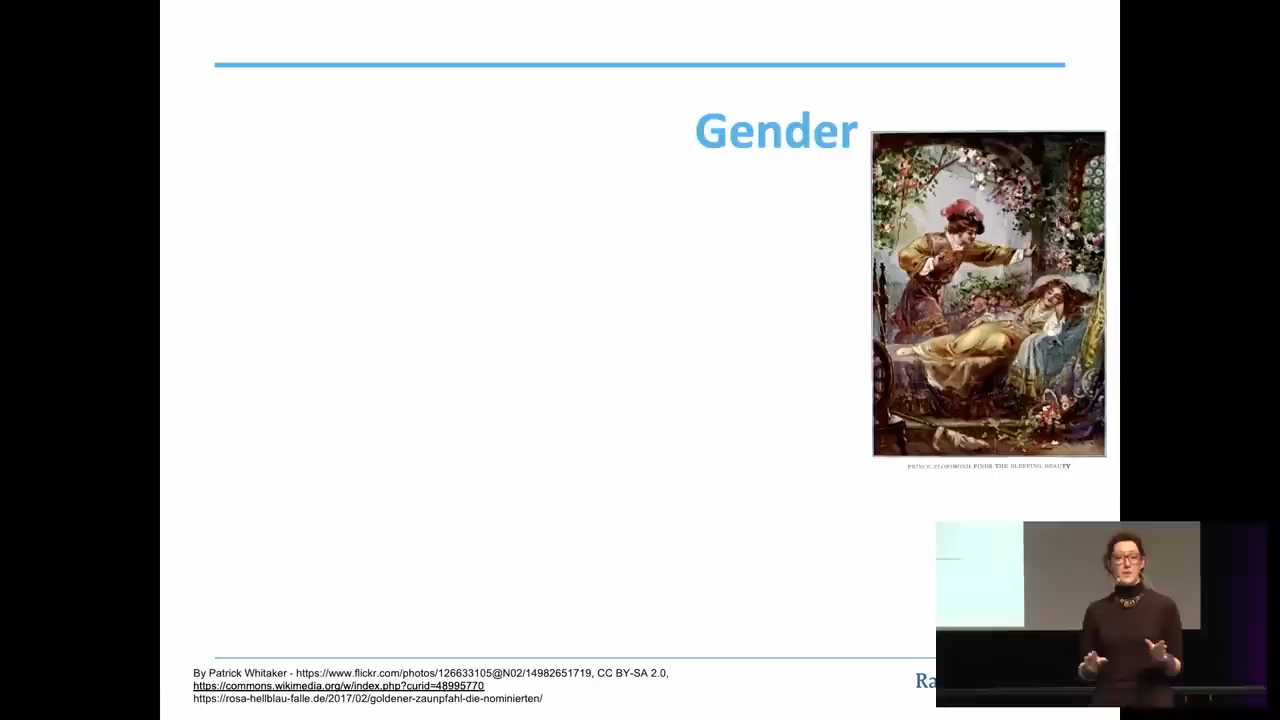 Gender
PRINCE FLORIMOND FINDS THE SLEEPING BEAUTY
By Patrick Whitaker - https://www.flickr.com/photos/126633105@N02/14982651719, CC BY-SA 2.0,
https://commons.wikimedia.org/w/index.php?curid=48995770
https://rosa-hellblau-falle.de/2017/02/goldener-zaunpfahl-die-nominierten/